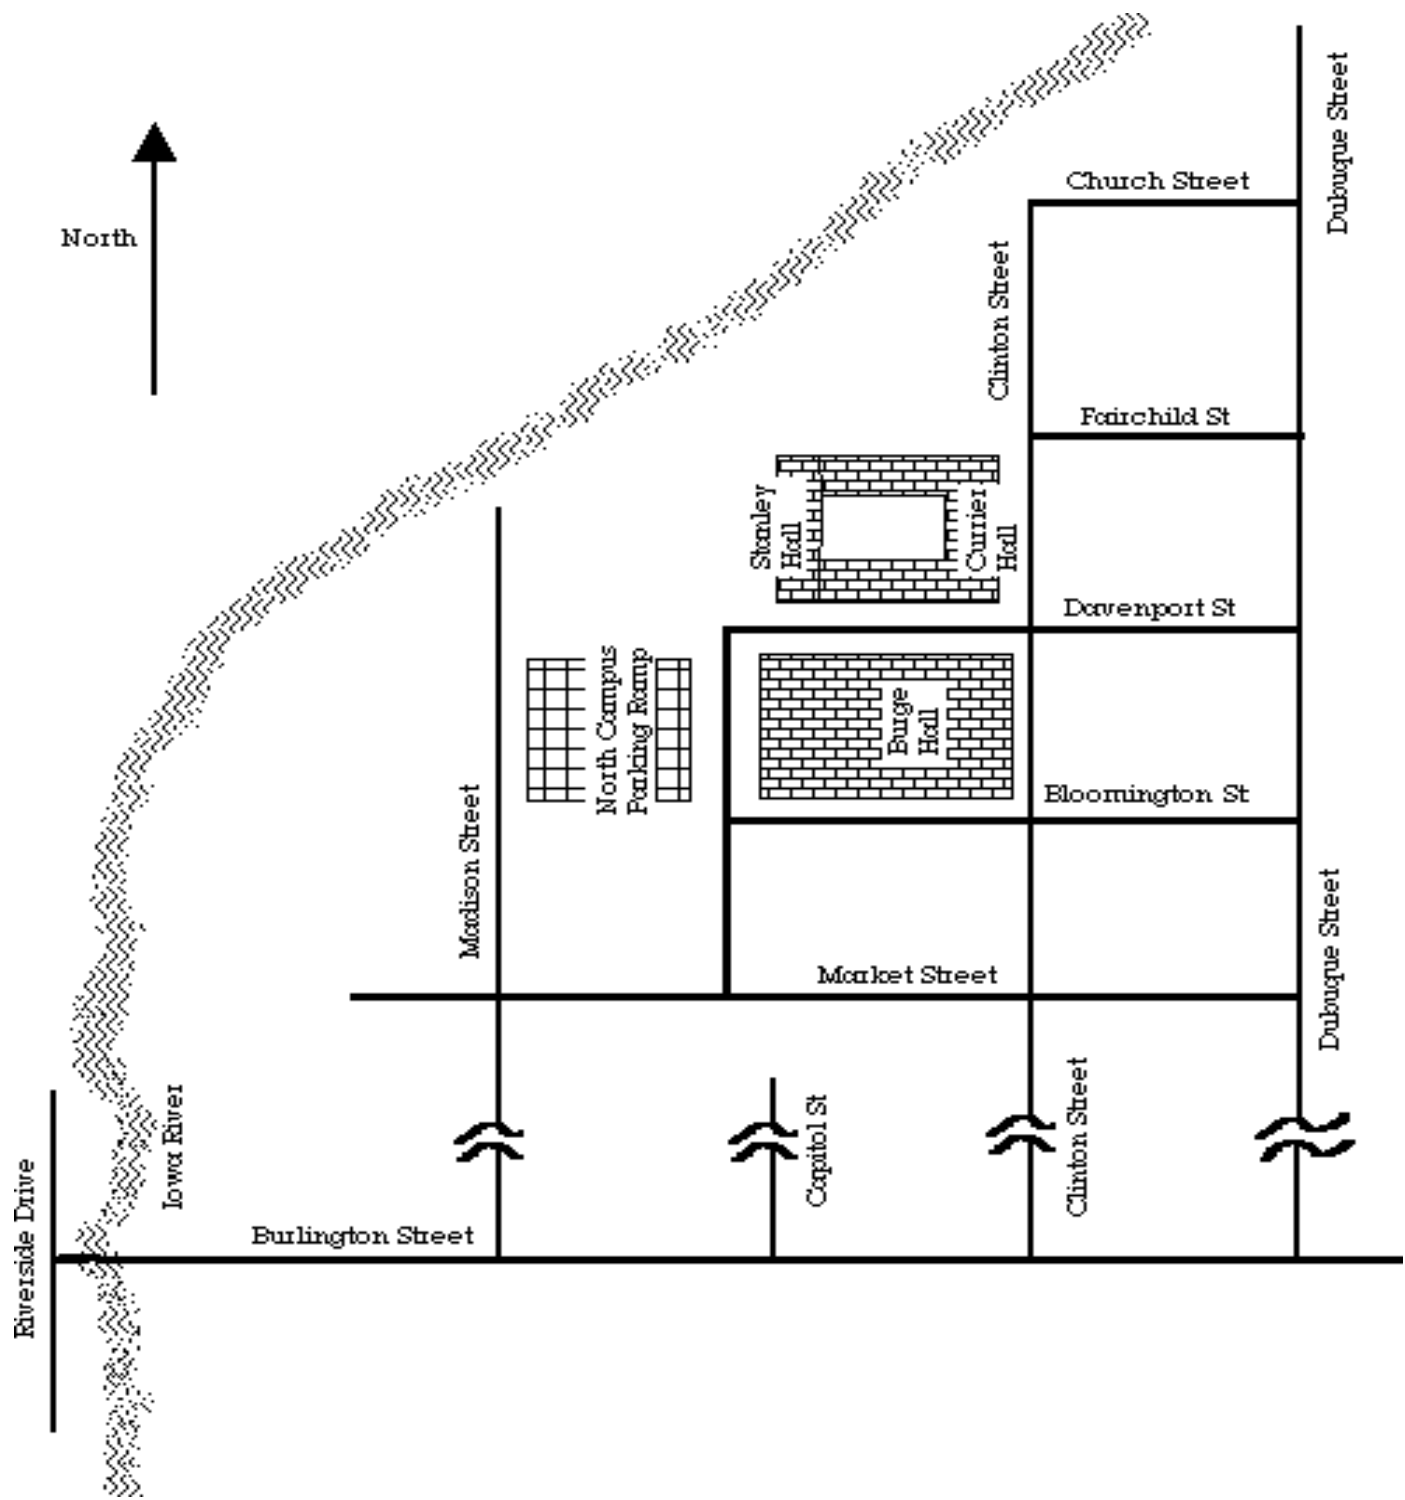 Dubuque Street
Church Street
North
Clinton Street
Fairchild St
Stanley
Hall
Currier
Hall
Davenport St
North Campus
Parking Ramp
Burge
Hall
Bloomington St
Madison Street
Dubuque Street
Market Street
Iowa River
Capitol St
Clinton Street
Riverside Drive
Burlington Street